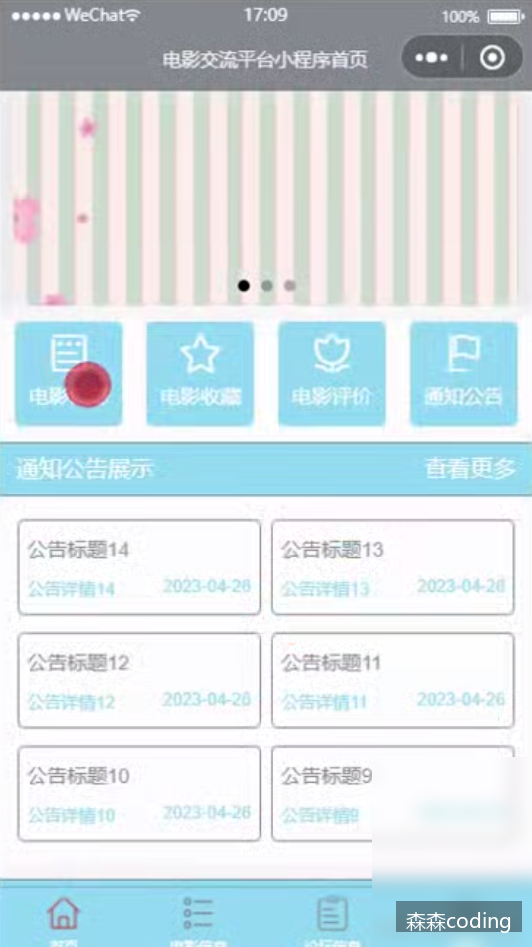 WeChat 17:09 100%
电影交流平台小程序首页
电影 电影收藏 电影评价 通知公告
通知公告展示 查看更多
公告标题14 公告标题13
公告详情14 2023-04-26 公告详情13 2023-04-26
公告标题12 公告标题11
公告详情12 2023-04-26 公告详情11 2023-04-26
公告标题10 公告标题9
公告详情10 2023-04-26 公告详情9
首页 电影信息
森森coding